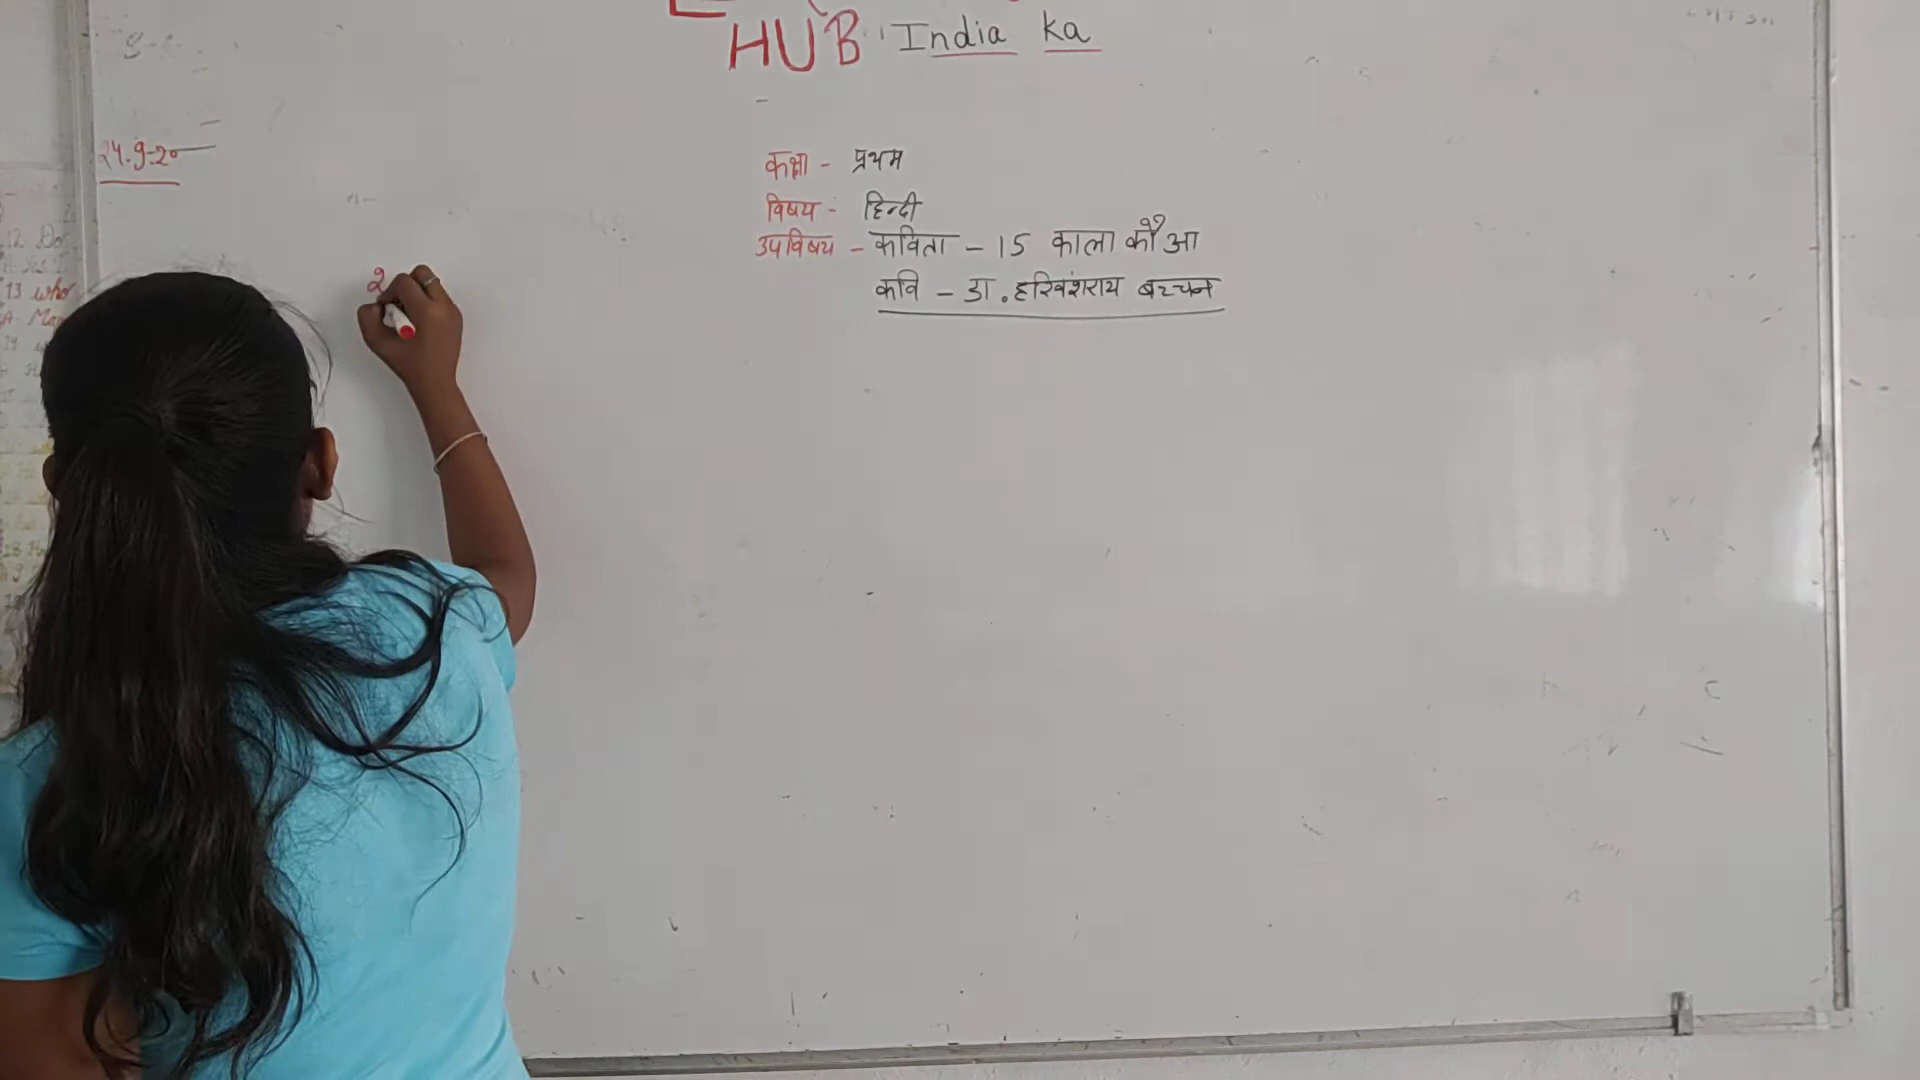 HUB India ka
24.9.20
कक्षा - प्रथम
विषय - हिन्दी
उपविषय - कविता - 15 काला कौआ
कवि - डा. हरिवंशराय बच्चन
2